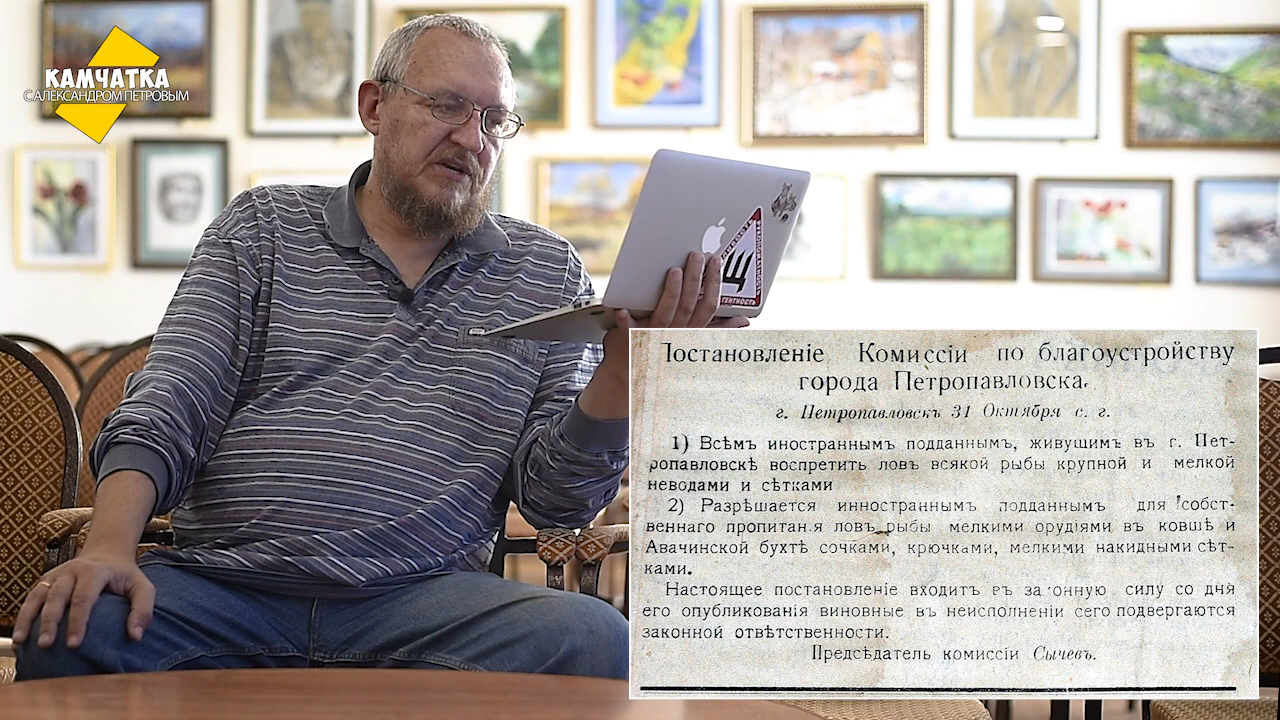 КАМЧАТКА
С АЛЕКСАНДРОМ ПЕТРОВЫМ
Щ
Постановленіе Комиссіи по благоустройству
города Петропавловска.
г. Петропавловскъ 31 Октября с. г.
1) Всѣмъ иностраннымъ подданнымъ, живущимъ въ г. Пет-
ропавловскѣ воспретить ловъ всякой рыбы крупной и мелкой
неводами и сѣтками
2) Разрѣшается инностраннымъ подданнымъ для собст-
веннаго пропитанія ловъ рыбы мелкими орудіями въ ковшѣ и
Авачинской бухтѣ сочками, крючками, мелкими накидными сѣт-
ками.
Настоящее постановленіе входитъ въ законную силу со дня
его опубликованія виновные въ неисполненіи сего подвергаются
законной отвѣтственности.
Предсѣдатель комиссіи Сычевъ.